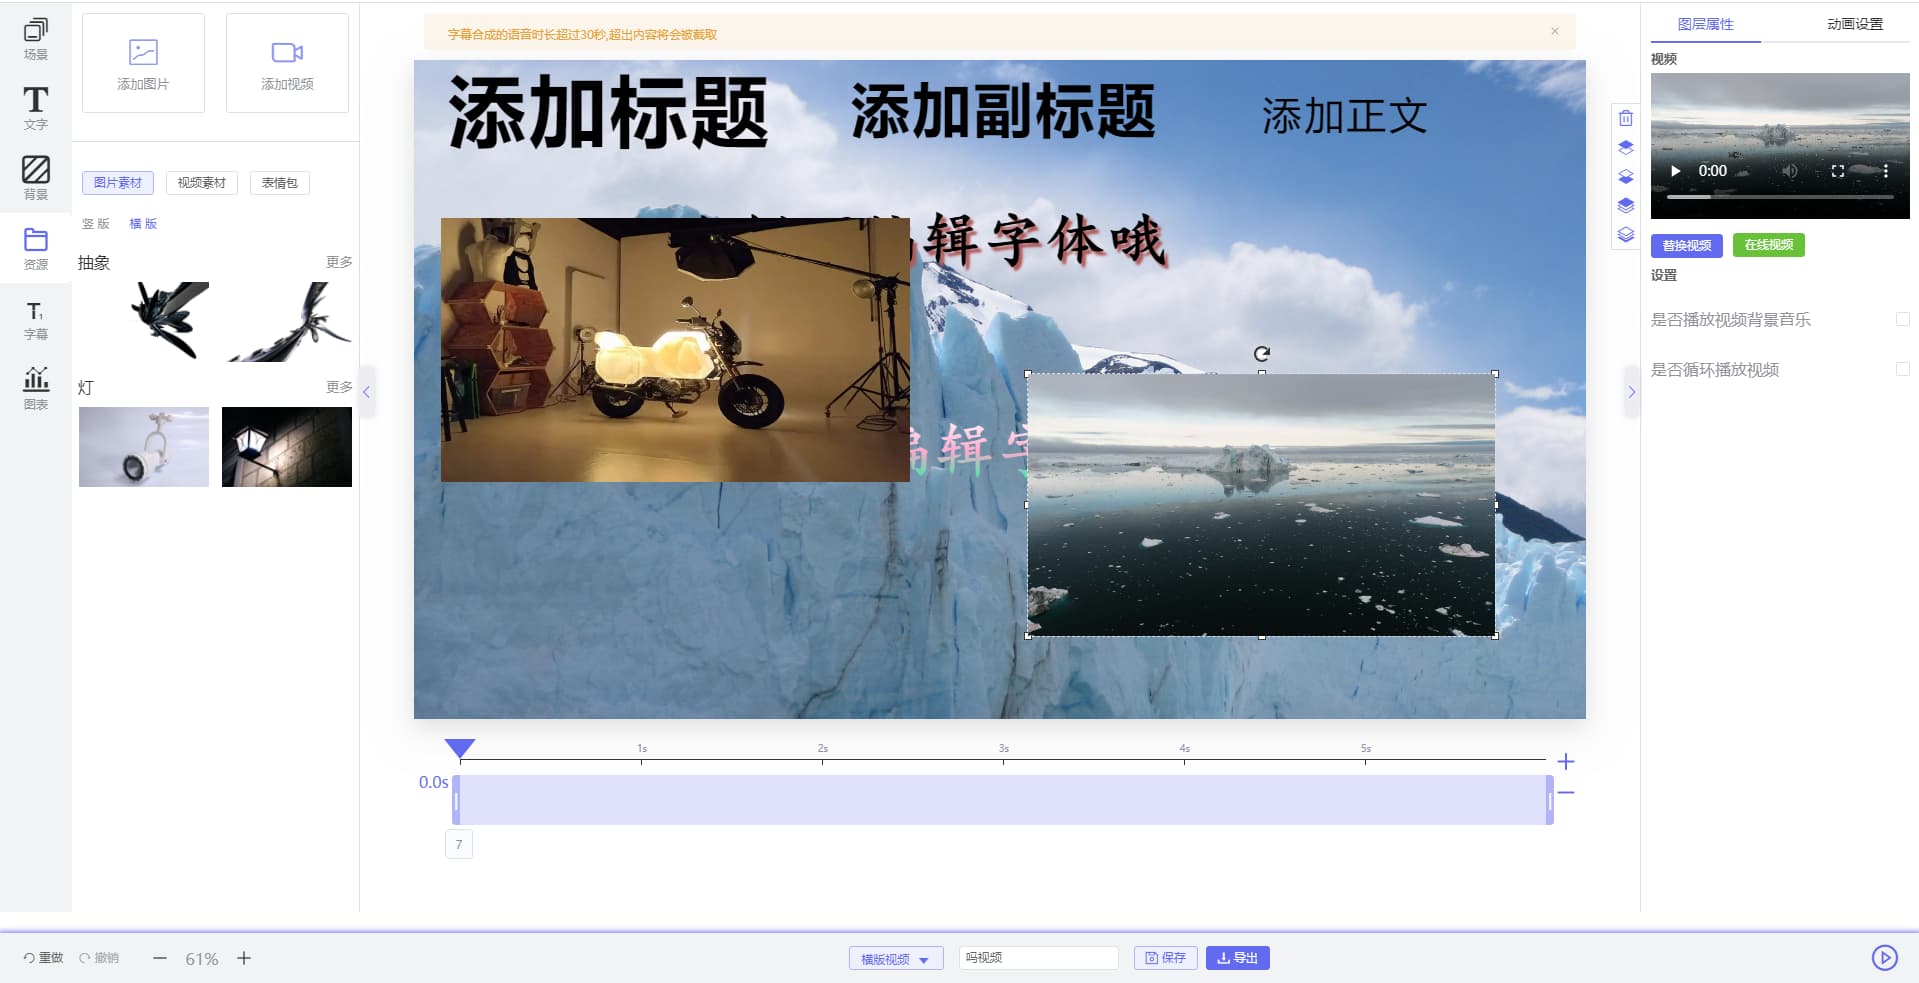 场景
文字
背景
资源
字幕
图表
添加图片
添加视频
图片素材
视频素材
表情包
竖版
横版
抽象
更多
灯
更多
字幕合成的语音时长超过30秒,超出内容将会被截取
添加标题
添加副标题
添加正文
辑字体哦
编辑
0.0s
1s
2s
3s
4s
5s
7
图层属性
动画设置
视频
0:00
替换视频
在线视频
设置
是否播放视频背景音乐
是否循环播放视频
重做
撤销
61%
横版视频
吗视频
保存
导出